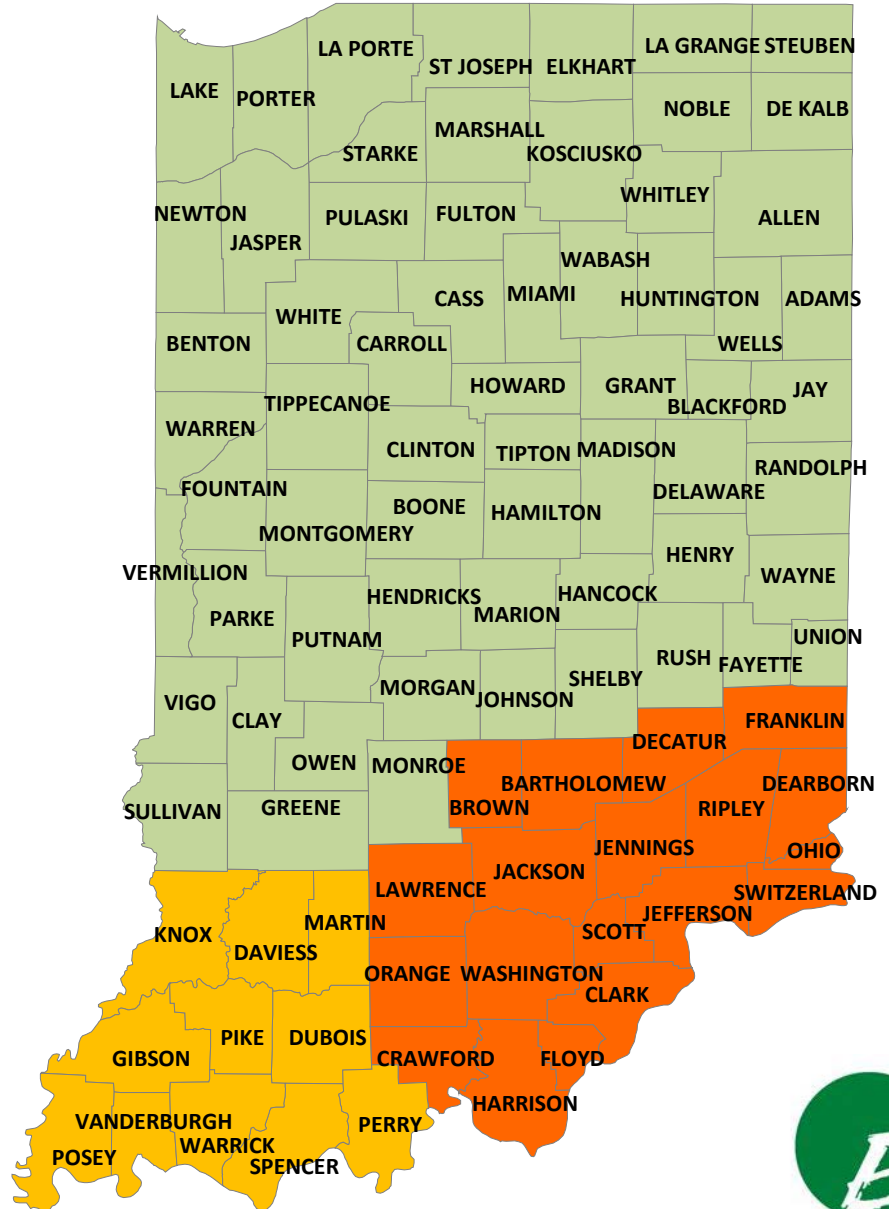 LA PORTE
ST JOSEPH
ELKHART
LA GRANGE
STEUBEN
LAKE
PORTER
NOBLE
DE KALB
MARSHALL
STARKE
KOSCIUSKO
WHITLEY
NEWTON
JASPER
PULASKI
FULTON
ALLEN
WABASH
WHITE
CASS
MIAMI
HUNTINGTON
ADAMS
BENTON
CARROLL
WELLS
HOWARD
GRANT
JAY
TIPPECANOE
BLACKFORD
WARREN
CLINTON
TIPTON
MADISON
RANDOLPH
FOUNTAIN
DELAWARE
MONTGOMERY
BOONE
HAMILTON
HENRY
VERMILLION
WAYNE
HENDRICKS
HANCOCK
PARKE
MARION
PUTNAM
UNION
RUSH
FAYETTE
SHELBY
MORGAN
JOHNSON
VIGO
CLAY
FRANKLIN
DECATUR
OWEN
MONROE
BARTHOLOMEW
DEARBORN
SULLIVAN
GREENE
BROWN
RIPLEY
JENNINGS
OHIO
JACKSON
LAWRENCE
SWITZERLAND
JEFFERSON
MARTIN
KNOX
SCOTT
DAVIESS
ORANGE
WASHINGTON
CLARK
PIKE
DUBOIS
GIBSON
CRAWFORD
FLOYD
HARRISON
VANDERBURGH
PERRY
WARRICK
POSEY
SPENCER